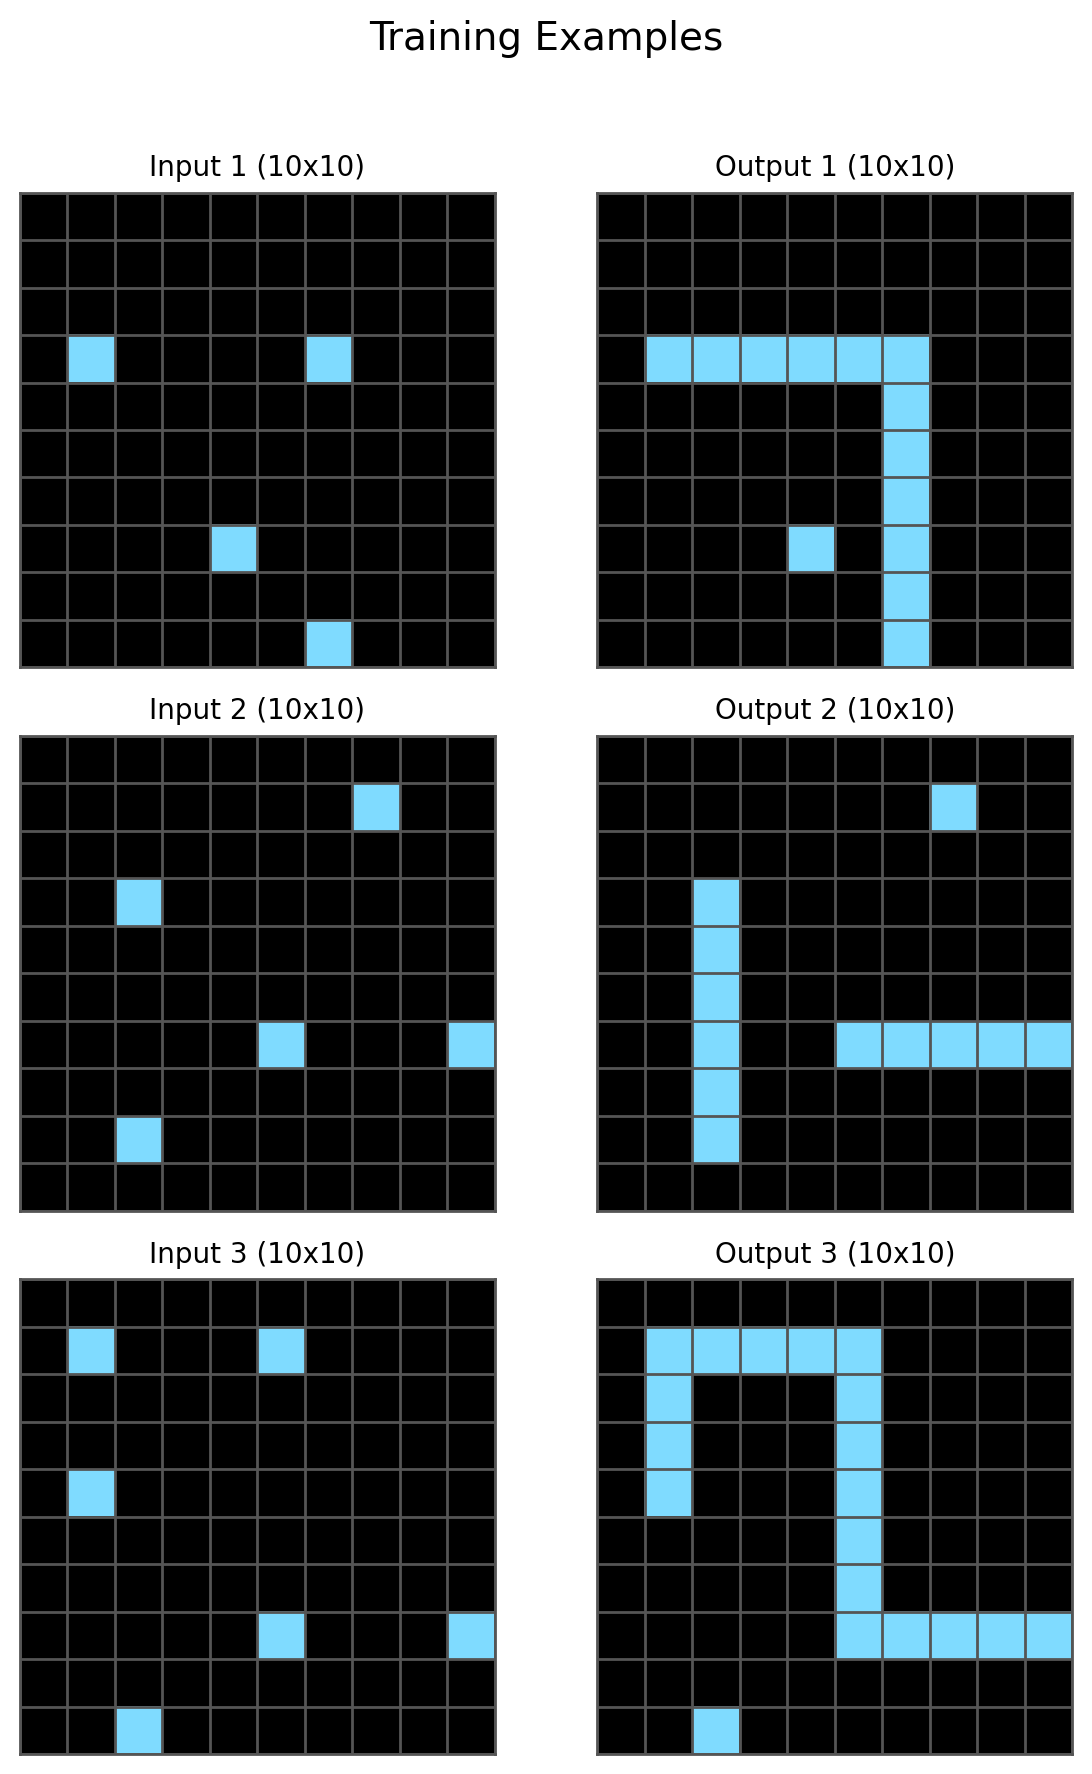 Training Examples
Input 1 (10x10)
Output 1 (10x10)
Input 2 (10x10)
Output 2 (10x10)
Input 3 (10x10)
Output 3 (10x10)